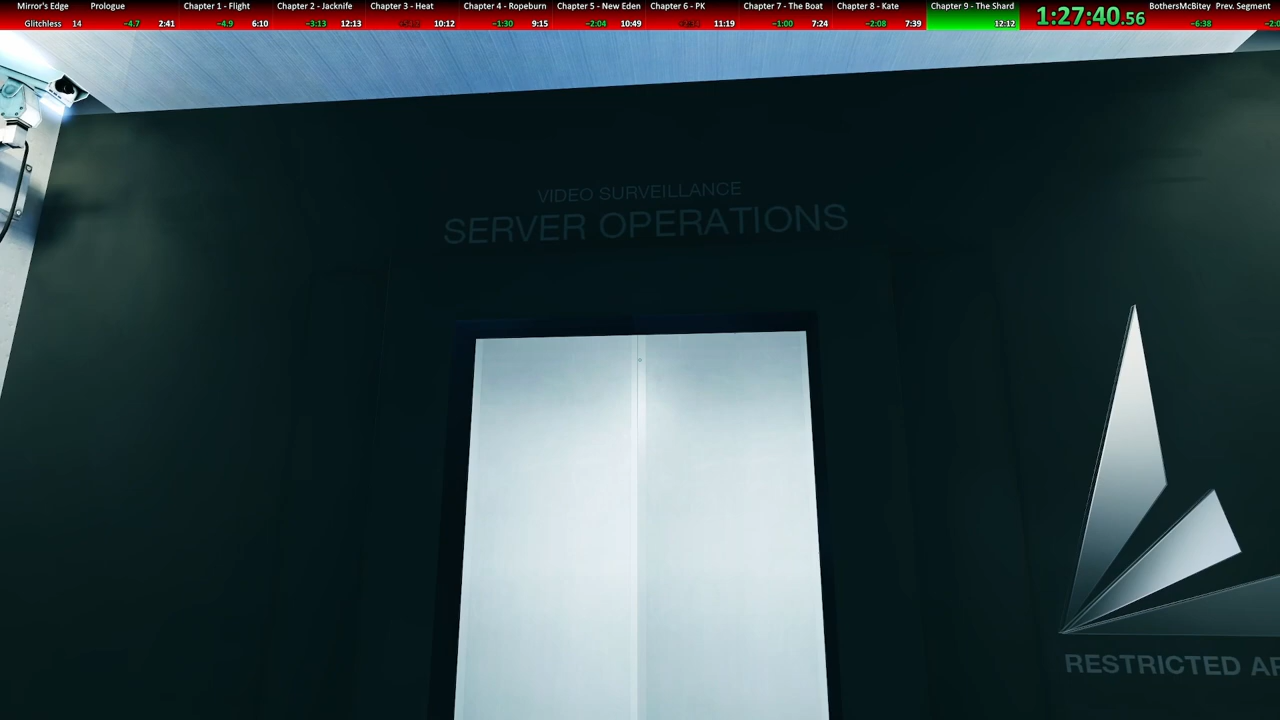 Mirror's Edge Prologue Chapter 1 - Flight Chapter 2 - Jacknife Chapter 3 - Heat Chapter 4 - Ropeburn Chapter 5 - New Eden Chapter 6 - PK Chapter 7 - The Boat Chapter 8 - Kate Chapter 9 - The Shard 1:27:40.56 BothersMcBitey Prev. Segment
Glitchless 14 -4.7 2:41 -4.9 6:10 -3:13 12:13 10:12 -1:30 9:15 -2:04 10:49 11:19 -1:00 7:24 -2:08 7:39 12:12 -6:38
VIDEO SURVEILLANCE
SERVER OPERATIONS
RESTRICTED